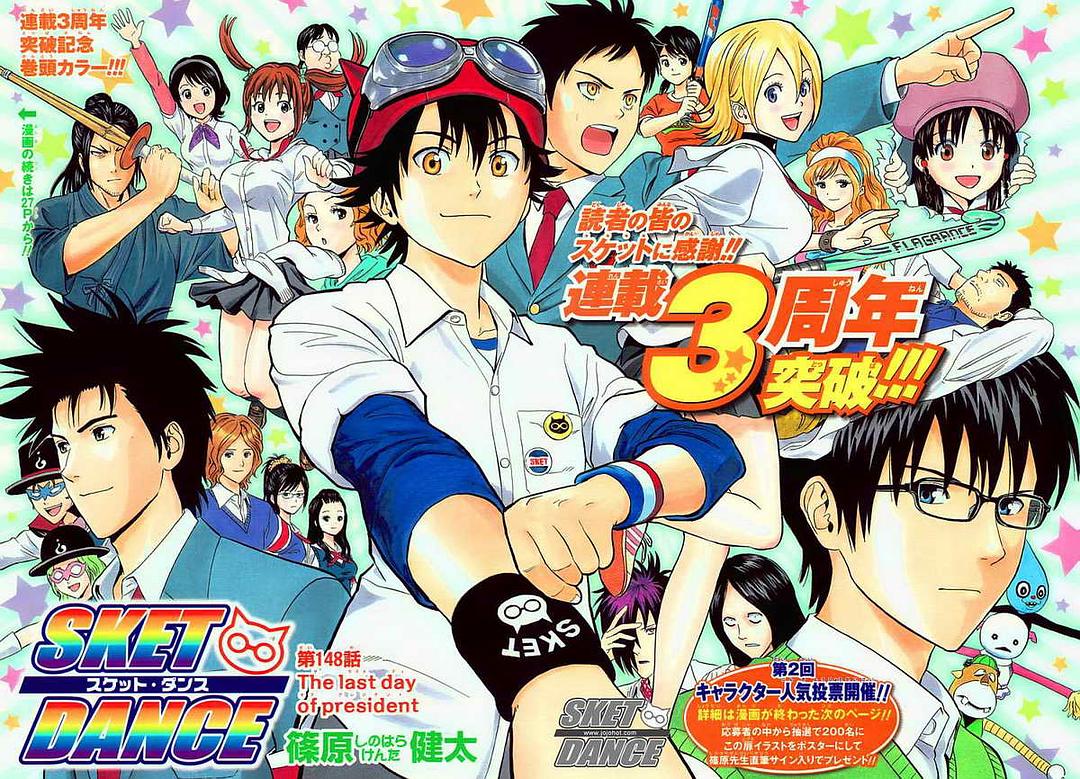 連載3周年
突破記念
巻頭カラー!!!
漫画の続きは27Pから!!
読者の皆の
スケットに感謝!!
連載3周年
突破!!!
FLAGRANCE
SKET
SKET
SKET
スケット・ダンス
DANCE
第148話
The last day
of president
篠原健太
しのはらけんた
SKET
www.jojohot.com
DANCE
第2回
キャラクター人気投票開催!!
詳細は漫画が終わった次のページ!!
応募者の中から抽選で200名に
この扉イラストをポスターにして
篠原先生直筆サイン入りでプレゼント!!